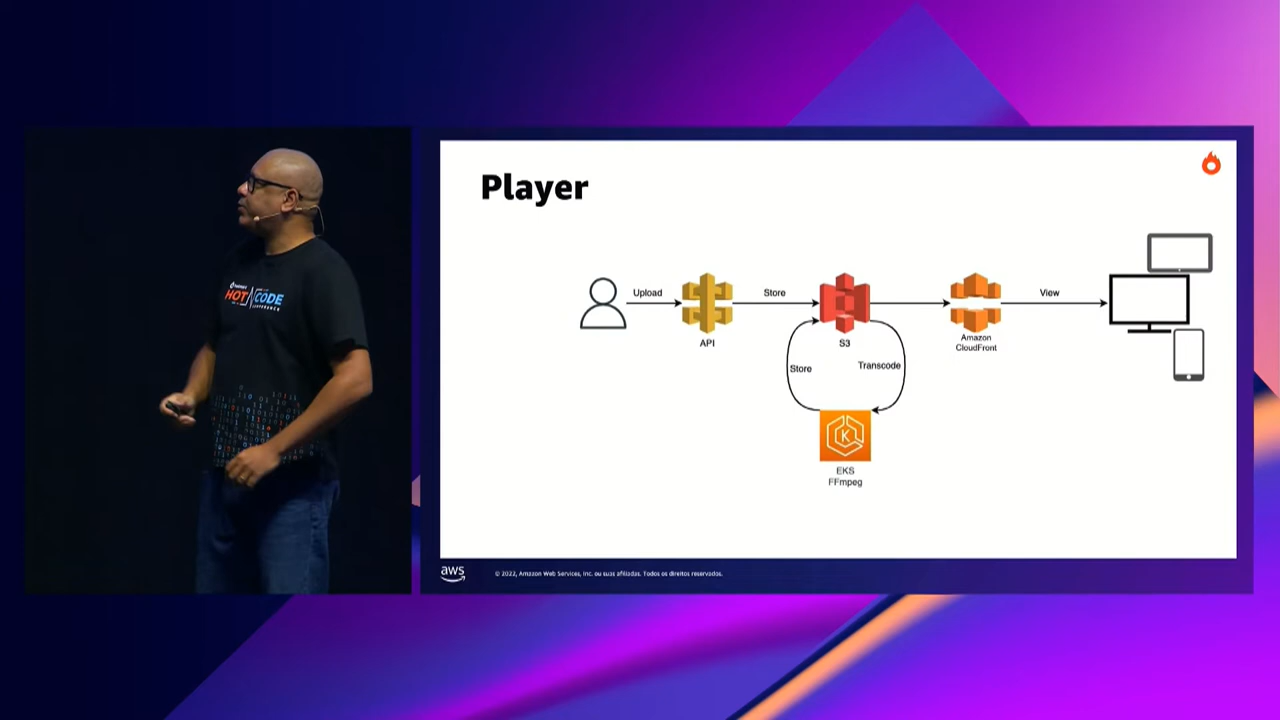 Player
Upload
Store
View
API
S3
Amazon
CloudFront
Store
Transcode
K
EKS
FFmpeg
HOT
CODE
CONFERENCE
aws
© 2022, Amazon Web Services, Inc. ou suas afiliadas. Todos os direitos reservados.